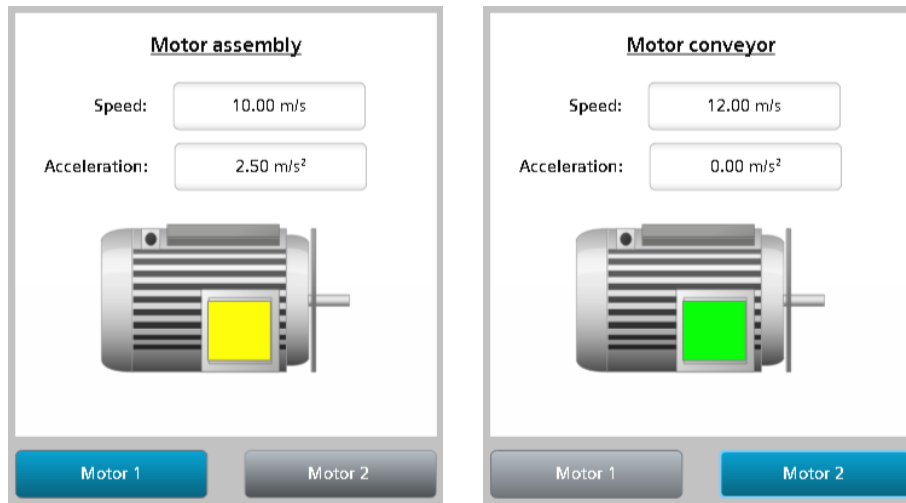 Motor assembly
Speed: 10.00 m/s
Acceleration: 2.50 m/s²
Motor 1 Motor 2
Motor conveyor
Speed: 12.00 m/s
Acceleration: 0.00 m/s²
Motor 1 Motor 2